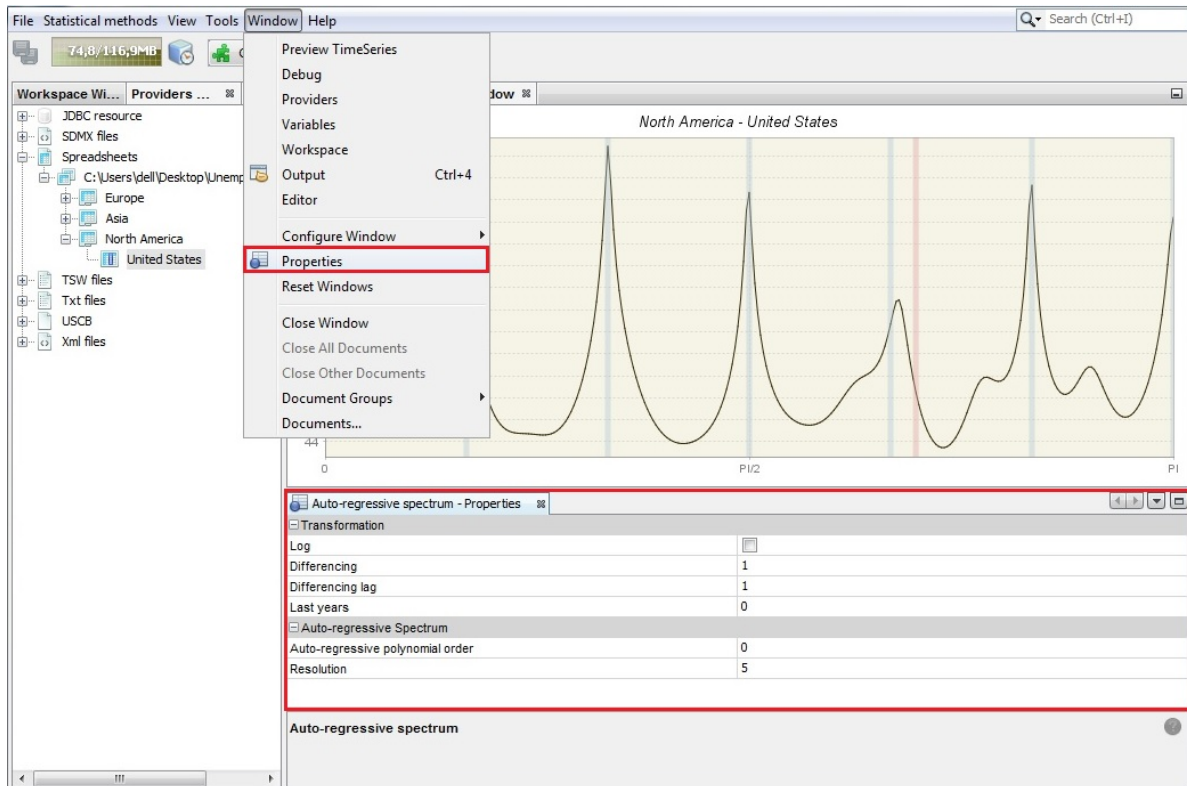 File Statistical methods View Tools Window Help
Search (Ctrl+I)
74,8/116,9MB
Workspace Wi... Providers ...
JDBC resource
SDMX files
Spreadsheets
C:\Users\dell\Desktop\Unemp
Europe
Asia
North America
United States
TSW files
Txt files
USCB
Xml files
Preview TimeSeries
Debug
Providers
Variables
Workspace
Output Ctrl+4
Editor
Configure Window
Properties
Reset Windows
Close Window
Close All Documents
Close Other Documents
Document Groups
Documents...
North America - United States
44
0 PI/2 PI
Auto-regressive spectrum - Properties
Transformation
Log
Differencing 1
Differencing lag 1
Last years 0
Auto-regressive Spectrum
Auto-regressive polynomial order 0
Resolution 5
Auto-regressive spectrum